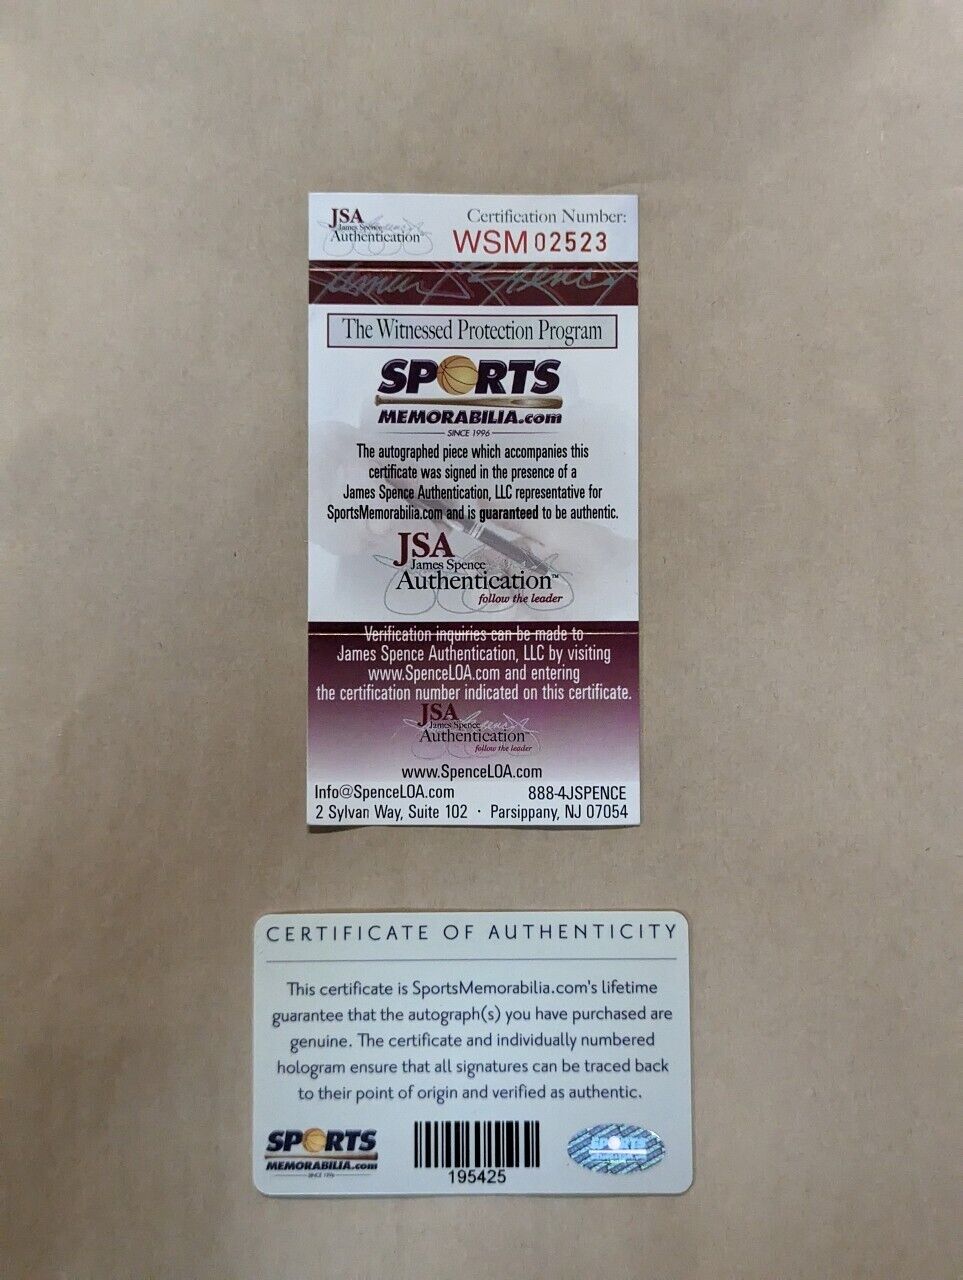 JSA
James Spence
Authentication
Certification Number:
WSM 02523
The Witnessed Protection Program
SPORTS
MEMORABILIA.com
SINCE 1996
The autographed piece which accompanies this
certificate was signed in the presence of a
James Spence Authentication, LLC representative for
SportsMemorabilia.com and is guaranteed to be authentic.
JSA
James Spence
Authentication™
follow the leader
Verification inquiries can be made to
James Spence Authentication, LLC by visiting
www.SpenceLOA.com and entering
the certification number indicated on this certificate.
JSA
James Spence
Authentication™
follow the leader
www.SpenceLOA.com
Info@SpenceLOA.com 888-4JSPENCE
2 Sylvan Way, Suite 102 · Parsippany, NJ 07054
CERTIFICATE OF AUTHENTICITY
This certificate is SportsMemorabilia.com's lifetime
guarantee that the autograph(s) you have purchased are
genuine. The certificate and individually numbered
hologram ensure that all signatures can be traced back
to their point of origin and verified as authentic.
SPORTS
MEMORABILIA.com
SINCE 1996
195425
SPORTS